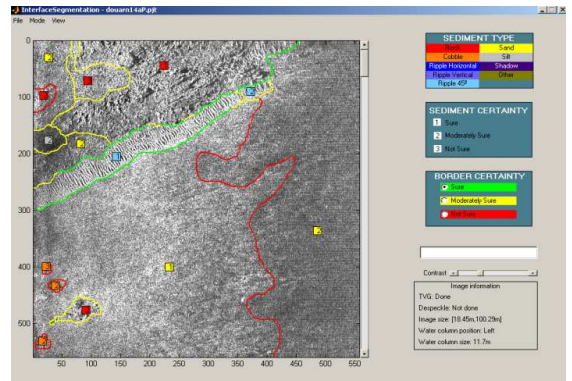 InterfaceSegmentation - douarn14aP.pjt
File Mode View
SEDIMENT TYPE
Rock Sand
Cobble Silt
Ripple Horizontal Shadow
Ripple Vertical Other
Ripple 45º
SEDIMENT CERTAINTY
1 Sure
2 Moderately Sure
3 Not Sure
BORDER CERTAINTY
Sure
Moderately Sure
Not Sure
Contrast
Image information
TVG: Done
Despeckle: Not done
Image size: [18.45m,100.29m]
Water column position: Left
Water column size: 11.7m
0
100
200
300
400
500
50 100 150 200 250 300 350 400 450 500 550